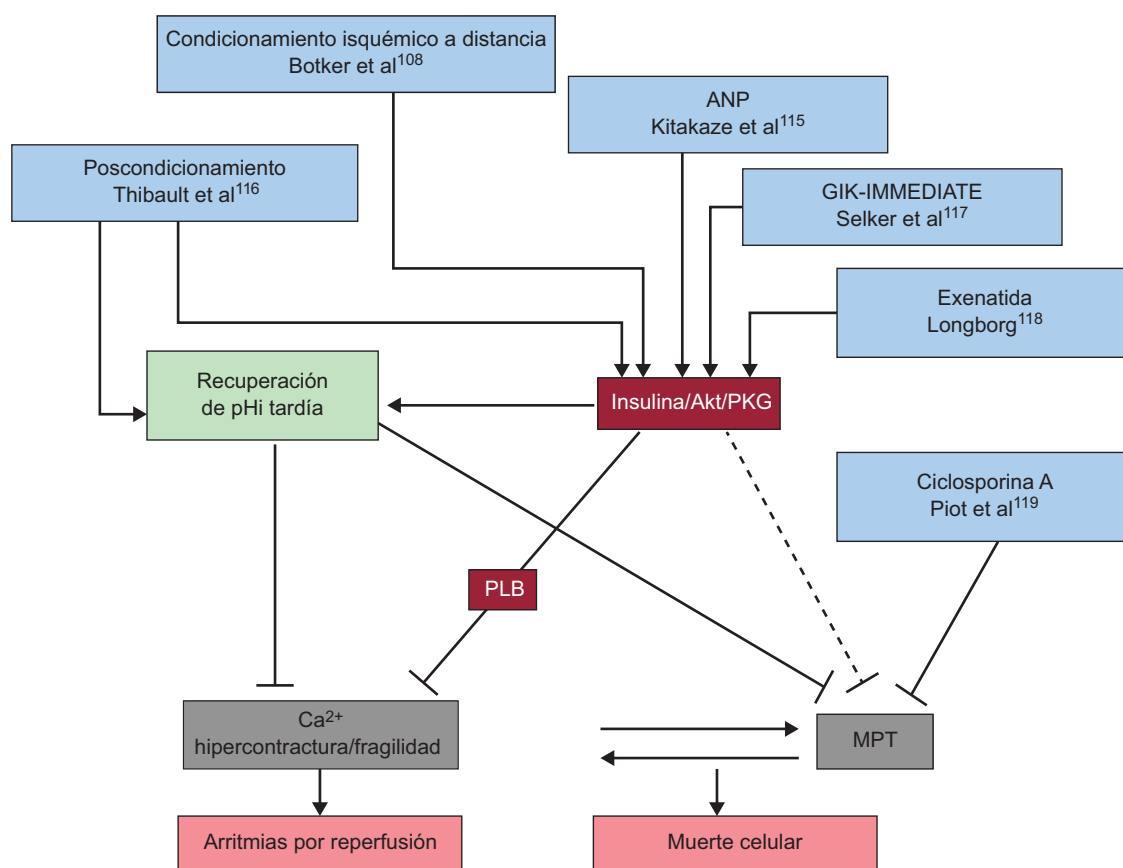 Condicionamiento isquémico a distancia
Botker et al108
ANP
Kitakaze et al115
Poscondicionamiento
Thibault et al116
GIK-IMMEDIATE
Selker et al117
Exenatida
Longborg118
Recuperación
de pHi tardía
Insulina/Akt/PKG
Ciclosporina A
Piot et al119
PLB
Ca2+
hipercontractura/fragilidad
MPT
Arritmias por reperfusión
Muerte celular